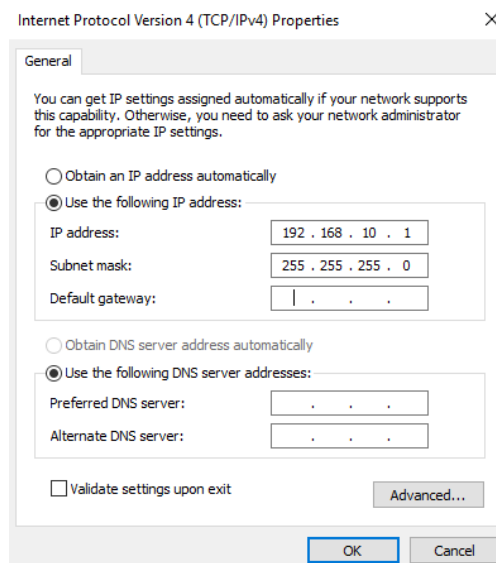 Internet Protocol Version 4 (TCP/IPv4) Properties
General
You can get IP settings assigned automatically if your network supports
this capability. Otherwise, you need to ask your network administrator
for the appropriate IP settings.
Obtain an IP address automatically
Use the following IP address:
IP address: 192 . 168 . 10 . 1
Subnet mask: 255 . 255 . 255 . 0
Default gateway: . . .
Obtain DNS server address automatically
Use the following DNS server addresses:
Preferred DNS server: . . .
Alternate DNS server: . . .
Validate settings upon exit
Advanced...
OK Cancel